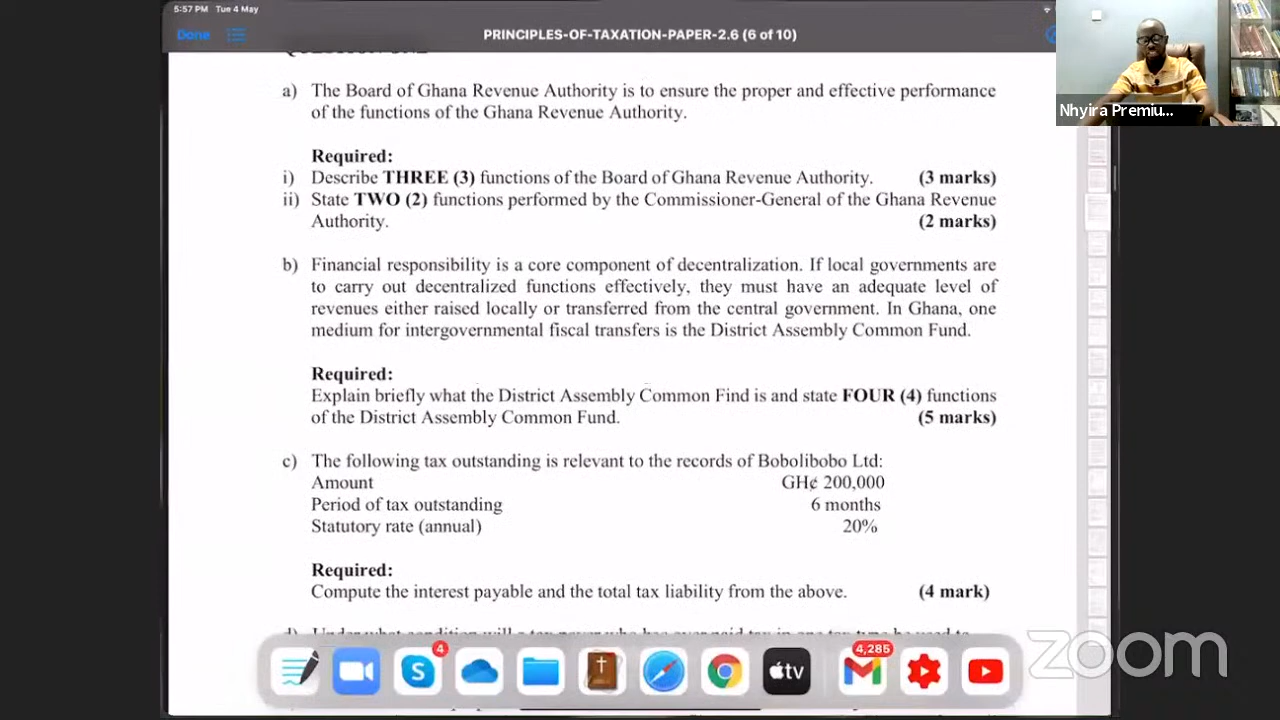 5:57 PM Tue 4 May
Done
PRINCIPLES-OF-TAXATION-PAPER-2.6 (6 of 10)
Nhyira Premiu...
a) The Board of Ghana Revenue Authority is to ensure the proper and effective performance
of the functions of the Ghana Revenue Authority.
Required:
i) Describe THREE (3) functions of the Board of Ghana Revenue Authority. (3 marks)
ii) State TWO (2) functions performed by the Commissioner-General of the Ghana Revenue
Authority. (2 marks)
b) Financial responsibility is a core component of decentralization. If local governments are
to carry out decentralized functions effectively, they must have an adequate level of
revenues either raised locally or transferred from the central government. In Ghana, one
medium for intergovernmental fiscal transfers is the District Assembly Common Fund.
Required:
Explain briefly what the District Assembly Common Find is and state FOUR (4) functions
of the District Assembly Common Fund. (5 marks)
c) The following tax outstanding is relevant to the records of Bobolibobo Ltd:
Amount GH¢ 200,000
Period of tax outstanding 6 months
Statutory rate (annual) 20%
Required:
Compute the interest payable and the total tax liability from the above. (4 mark)
4
4,285
tv
zoom